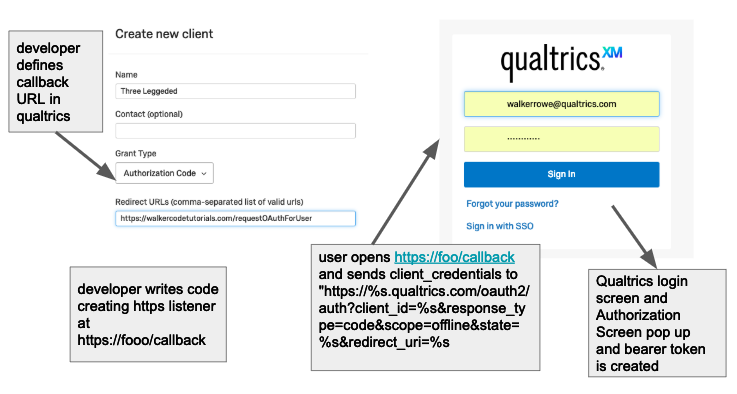 developer
defines
callback
URL in
qualtrics
Create new client
Name
Three Leggeded
Contact (optional)
Grant Type
Authorization Code
Redirect URLs (comma-separated list of valid urls)
https://walkercodetutorials.com/requestOAuthForUser
developer writes code
creating https listener
at
https://fooo/callback
qualtrics.XM
walkerrowe@qualtrics.com
············
Sign In
Forgot your password?
Sign in with SSO
user opens https://foo/callback
and sends client_credentials to
"https://%s.qualtrics.com/oauth2/
auth?client_id=%s&response_ty
pe=code&scope=offline&state=
%s&redirect_uri=%s
Qualtrics login
screen and
Authorization
Screen pop up
and bearer token
is created